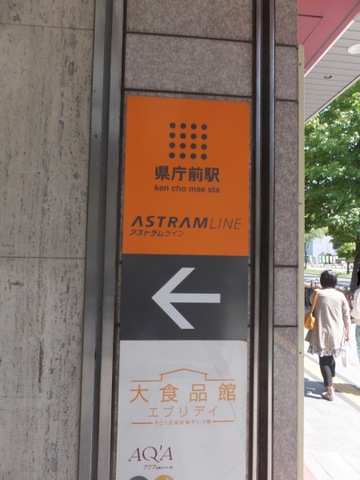 県庁前駅
ken cho mae sta
ASTRAMLINE
アストラムライン
大食品館
エブリデイ
AQ'A